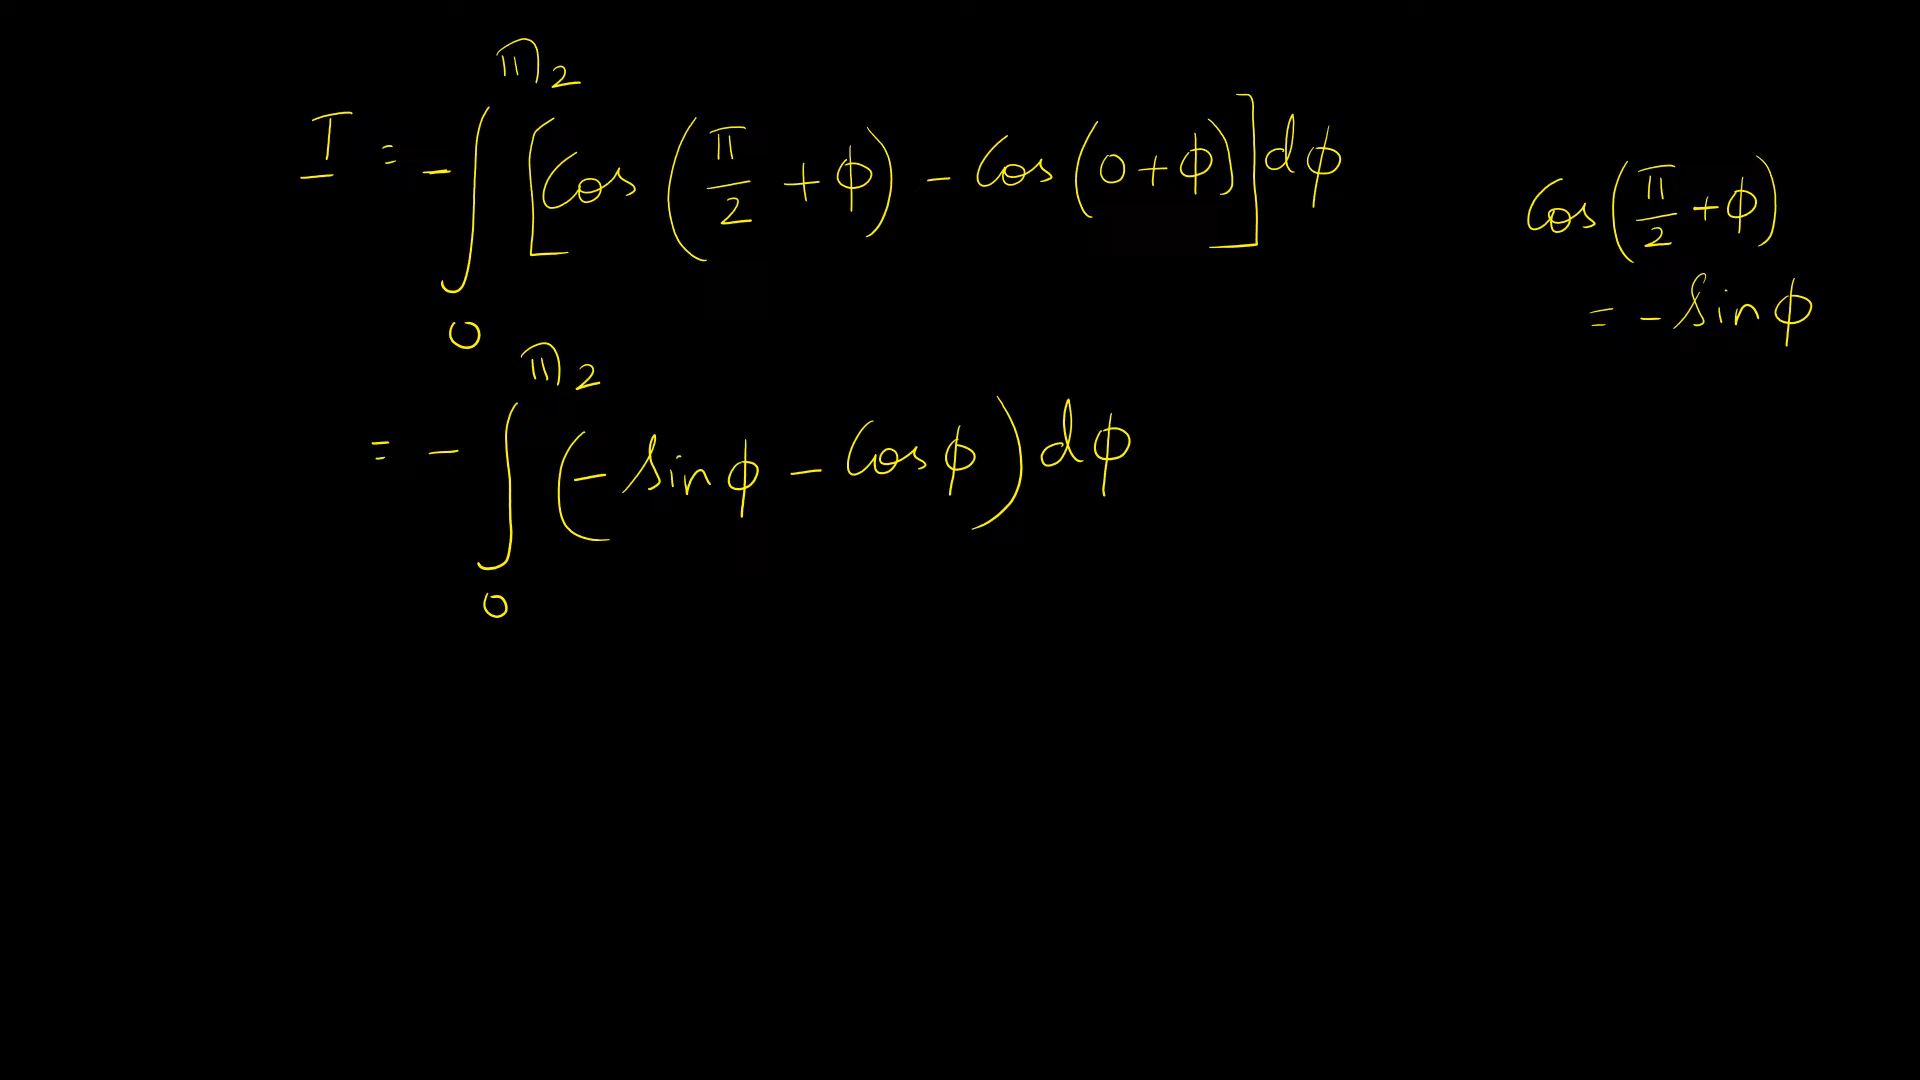 I = - ∫₀^{π/2} [Cos(π/2 + φ) - Cos(0 + φ)] dφ
Cos(π/2 + φ)
= - Sin φ
= - ∫₀^{π/2} (- Sin φ - Cos φ) dφ